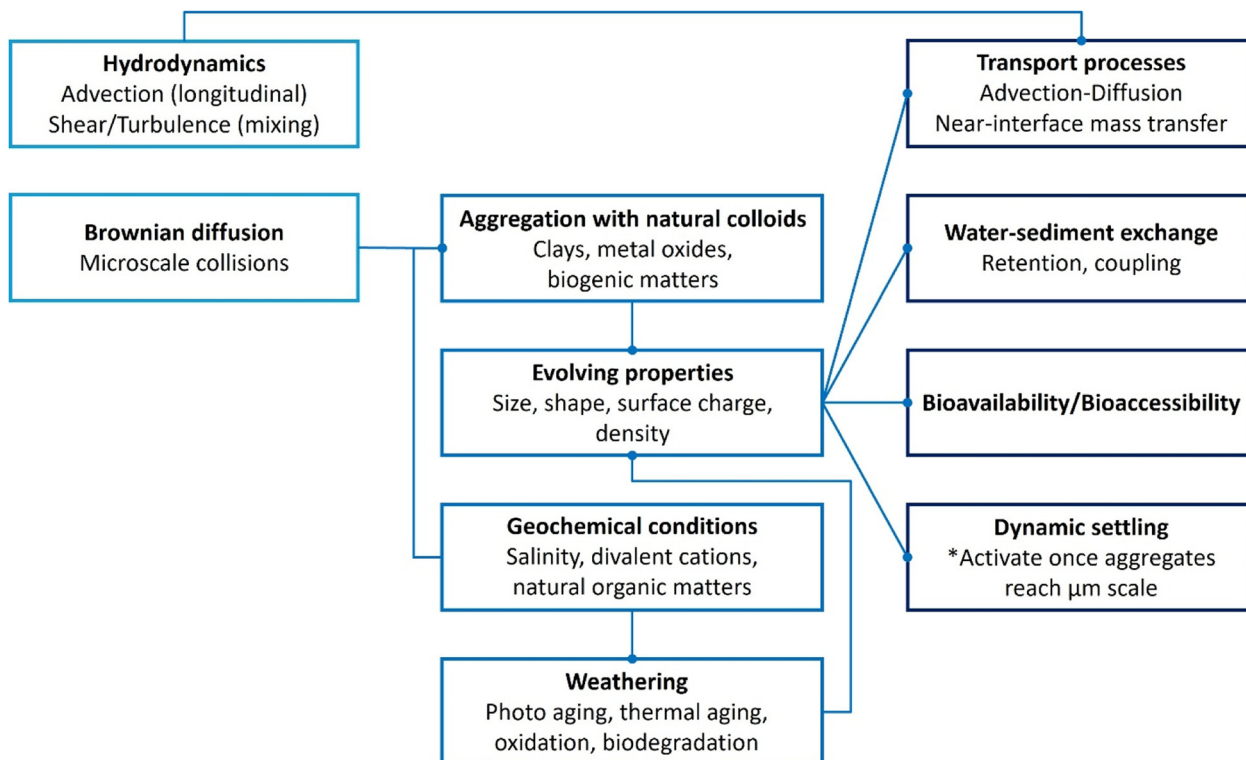 Hydrodynamics
Advection (longitudinal)
Shear/Turbulence (mixing)
Brownian diffusion
Microscale collisions
Aggregation with natural colloids
Clays, metal oxides,
biogenic matters
Evolving properties
Size, shape, surface charge,
density
Geochemical conditions
Salinity, divalent cations,
natural organic matters
Weathering
Photo aging, thermal aging,
oxidation, biodegradation
Transport processes
Advection-Diffusion
Near-interface mass transfer
Water-sediment exchange
Retention, coupling
Bioavailability/Bioaccessibility
Dynamic settling
*Activate once aggregates
reach µm scale